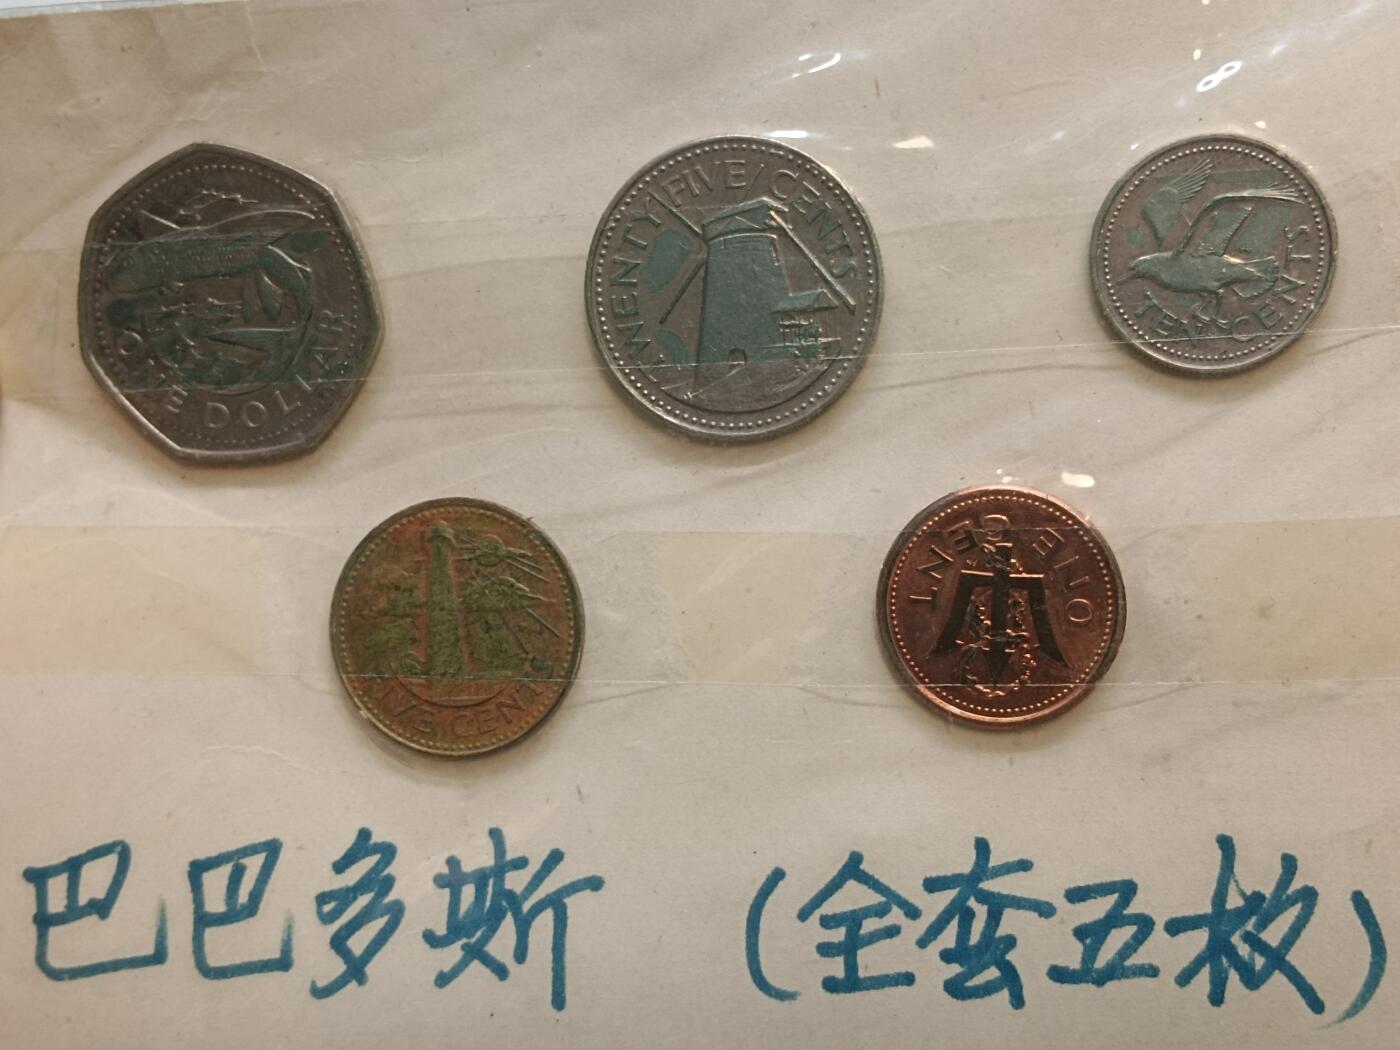 ONE DOLLAR
TWENTY FIVE CENTS
TEN CENTS
FIVE CENTS
ONE CENT
巴巴多斯 (全套五枚)